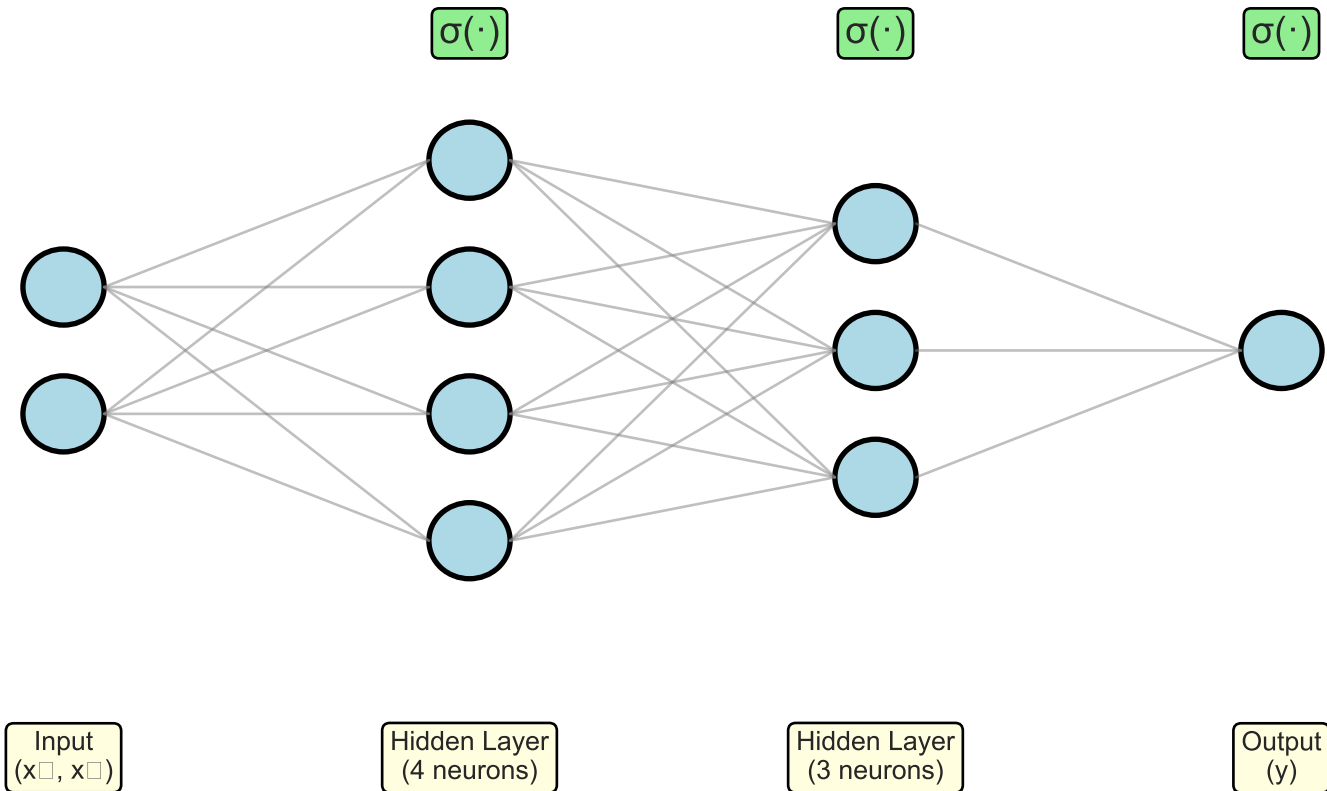 σ(·)
σ(·)
σ(·)
Input
(x□, x□)
Hidden Layer
(4 neurons)
Hidden Layer
(3 neurons)
Output
(y)